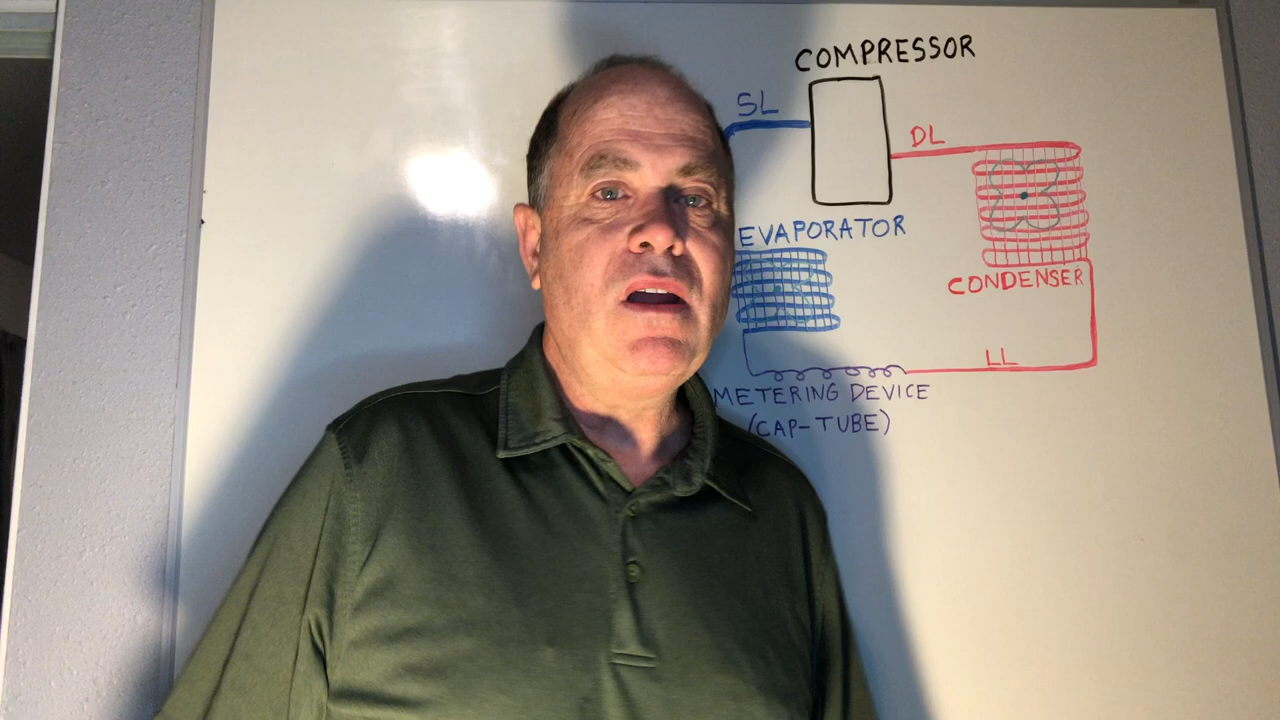 COMPRESSOR
SL
DL
EVAPORATOR
CONDENSER
LL
METERING DEVICE
(CAP-TUBE)